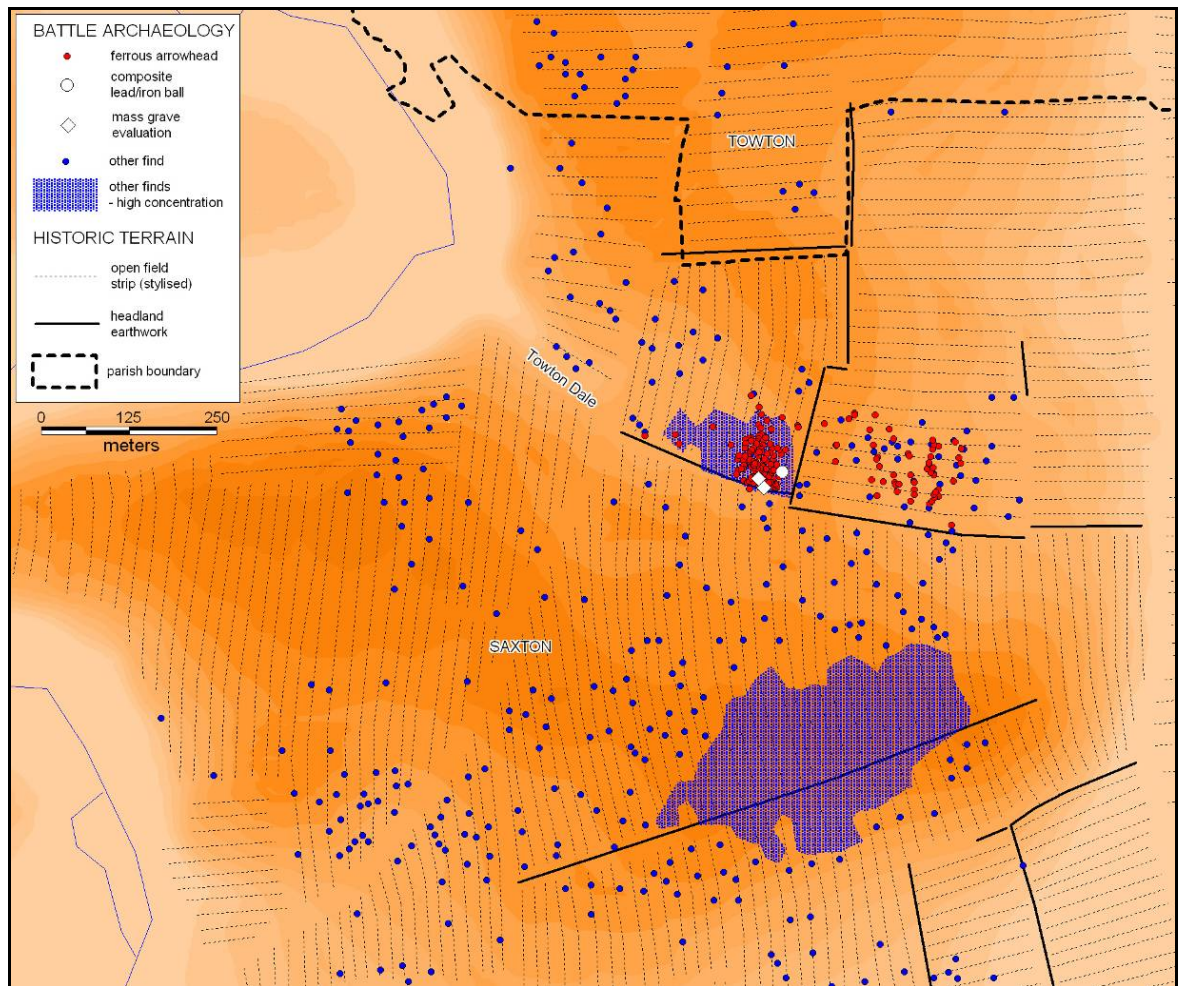 BATTLE ARCHAEOLOGY
ferrous arrowhead
composite
lead/iron ball
mass grave
evaluation
other find
other finds
- high concentration
HISTORIC TERRAIN
open field
strip (stylised)
headland
earthwork
parish boundary
0 125 250
meters
TOWTON
Towton Dale
SAXTON